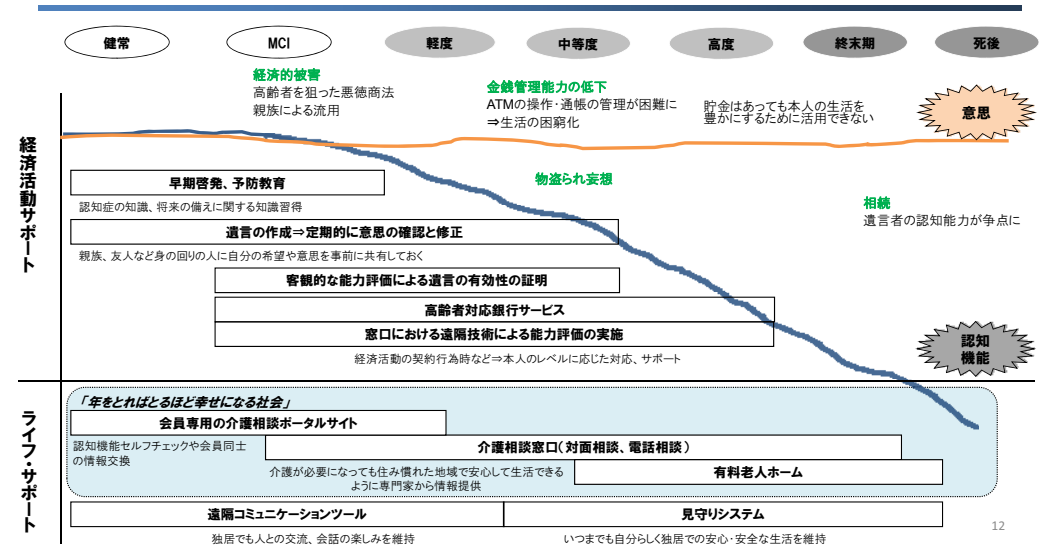 健常
MCI
軽度
中等度
高度
終末期
死後
経済的被害
高齢者を狙った悪徳商法
親族による流用
金銭管理能力の低下
ATMの操作・通帳の管理が困難に
⇒生活の困窮化
貯金はあっても本人の生活を
豊かにするために活用できない
意思
経済活動サポート
早期啓発、予防教育
認知症の知識、将来の備えに関する知識習得
物盗られ妄想
相続
遺言者の認知能力が争点に
遺言の作成⇒定期的に意思の確認と修正
親族、友人など身の回りの人に自分の希望や意思を事前に共有しておく
客観的な能力評価による遺言の有効性の証明
高齢者対応銀行サービス
窓口における遠隔技術による能力評価の実施
経済活動の契約行為時など⇒本人のレベルに応じた対応、サポート
認知
機能
ライフ・サポート
「年をとればとるほど幸せになる社会」
会員専用の介護相談ポータルサイト
認知機能セルフチェックや会員同士
の情報交換
介護相談窓口(対面相談、電話相談)
介護が必要になっても住み慣れた地域で安心して生活できる
ように専門家から情報提供
有料老人ホーム
遠隔コミュニケーションツール
見守りシステム
独居でも人との交流、会話の楽しみを維持
いつまでも自分らしく独居での安心・安全な生活を維持
12